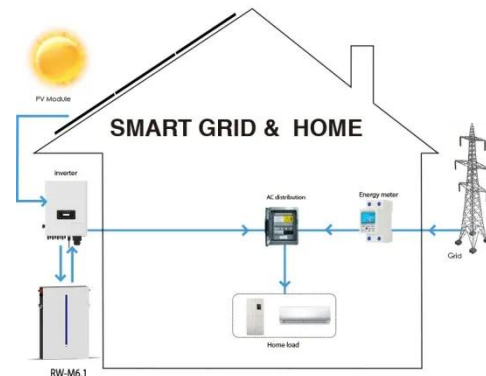 PV Module
SMART GRID & HOME
inverter
AC distribution
Energy meter
Grid
Home load
RW-M6.1